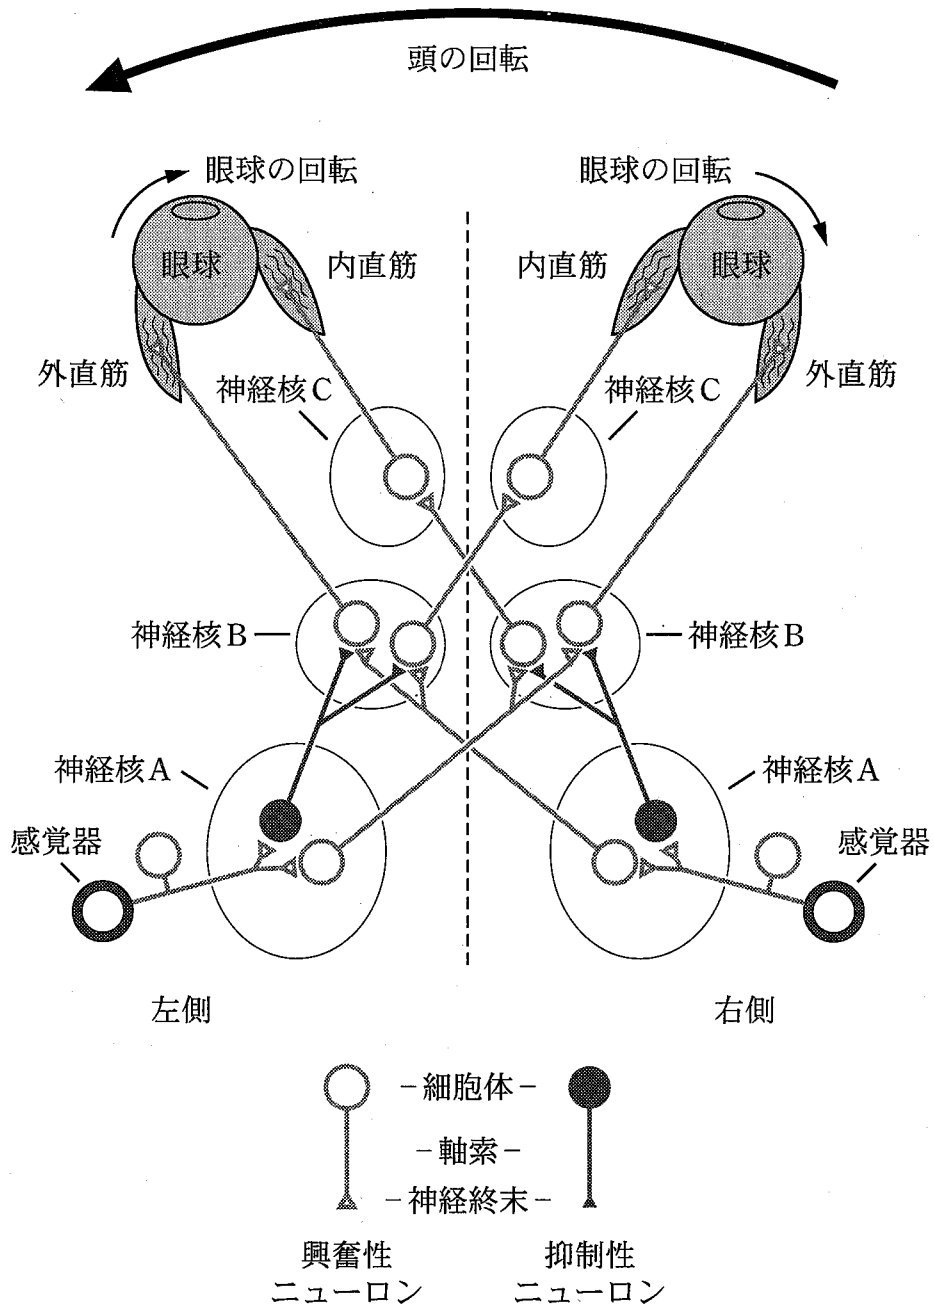 頭の回転
眼球の回転
眼球の回転
眼球
内直筋
内直筋
眼球
外直筋
神経核C
神経核C
外直筋
神経核B
神経核B
神経核A
神経核A
感覚器
感覚器
左側
右側
-細胞体-
-軸索-
-神経終末-
興奮性
ニューロン
抑制性
ニューロン